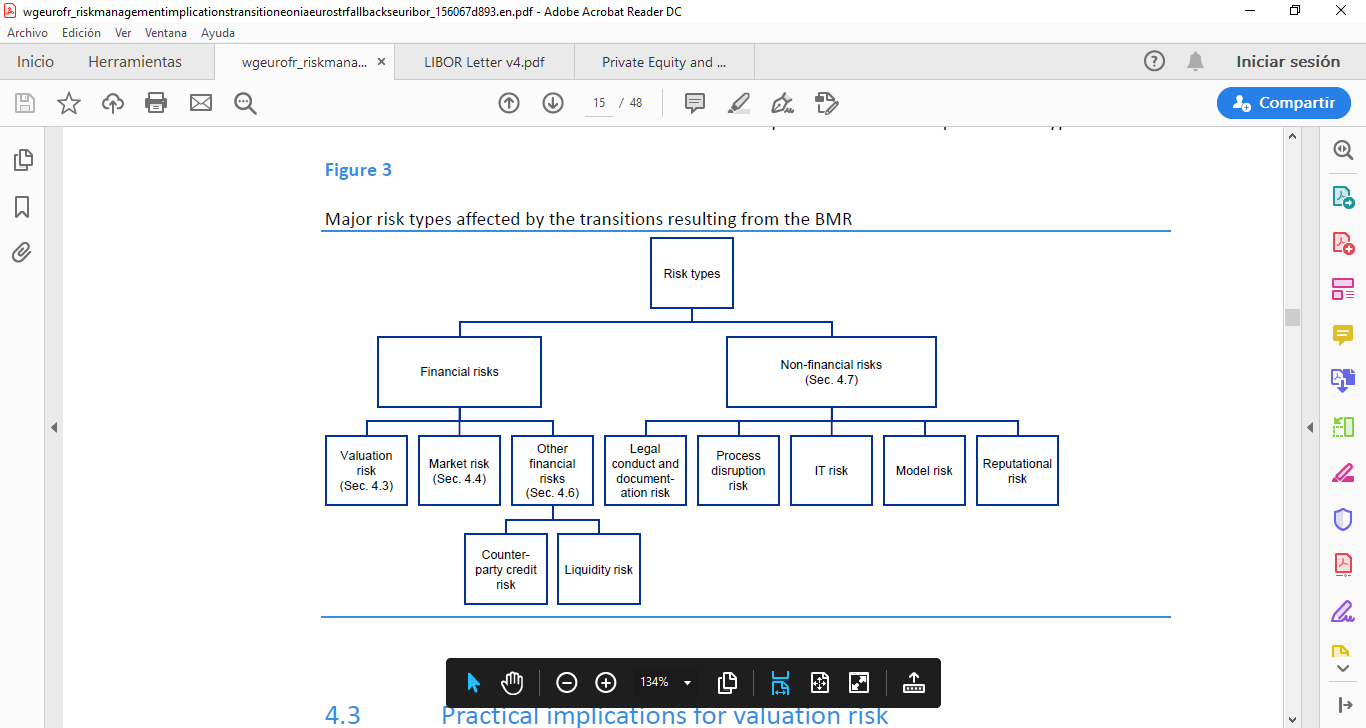 wgeurofr_riskmanagementimplicationstransitioneoniaeurostrfallbackseuribor_156067d893.en.pdf - Adobe Acrobat Reader DC
Archivo Edición Ver Ventana Ayuda
Inicio Herramientas wgeurofr_riskmana... × LIBOR Letter v4.pdf Private Equity and ... Iniciar sesión
15 / 48 Compartir
Figure 3
Major risk types affected by the transitions resulting from the BMR
Risk types
Financial risks
Non-financial risks
(Sec. 4.7)
Valuation
risk
(Sec. 4.3)
Market risk
(Sec. 4.4)
Other
financial
risks
(Sec. 4.6)
Legal
conduct and
document-
ation risk
Process
disruption
risk
IT risk
Model risk
Reputational
risk
Counter-
party credit
risk
Liquidity risk
134%
4.3 Practical implications for valuation risk